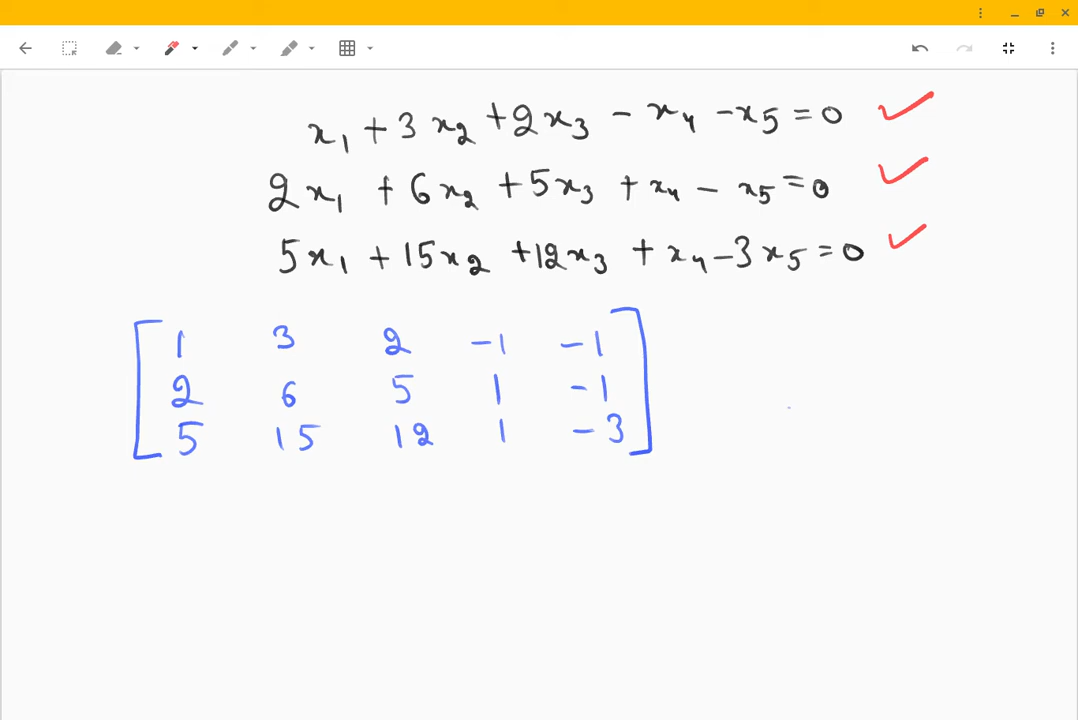 x₁ + 3x₂ + 2x₃ - x₄ - x₅ = 0
2x₁ + 6x₂ + 5x₃ + x₄ - x₅ = 0
5x₁ + 15x₂ + 12x₃ + x₄ - 3x₅ = 0
1 3 2 -1 -1
2 6 5 1 -1
5 15 12 1 -3